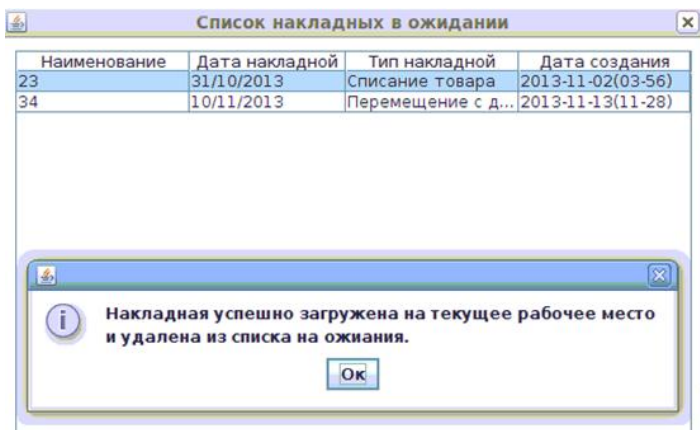 Список накладных в ожидании
Наименование Дата накладной Тип накладной Дата создания
23 31/10/2013 Списание товара 2013-11-02(03-56)
34 10/11/2013 Перемещение с д... 2013-11-13(11-28)
Накладная успешно загружена на текущее рабочее место
и удалена из списка на ожиания.
Ок